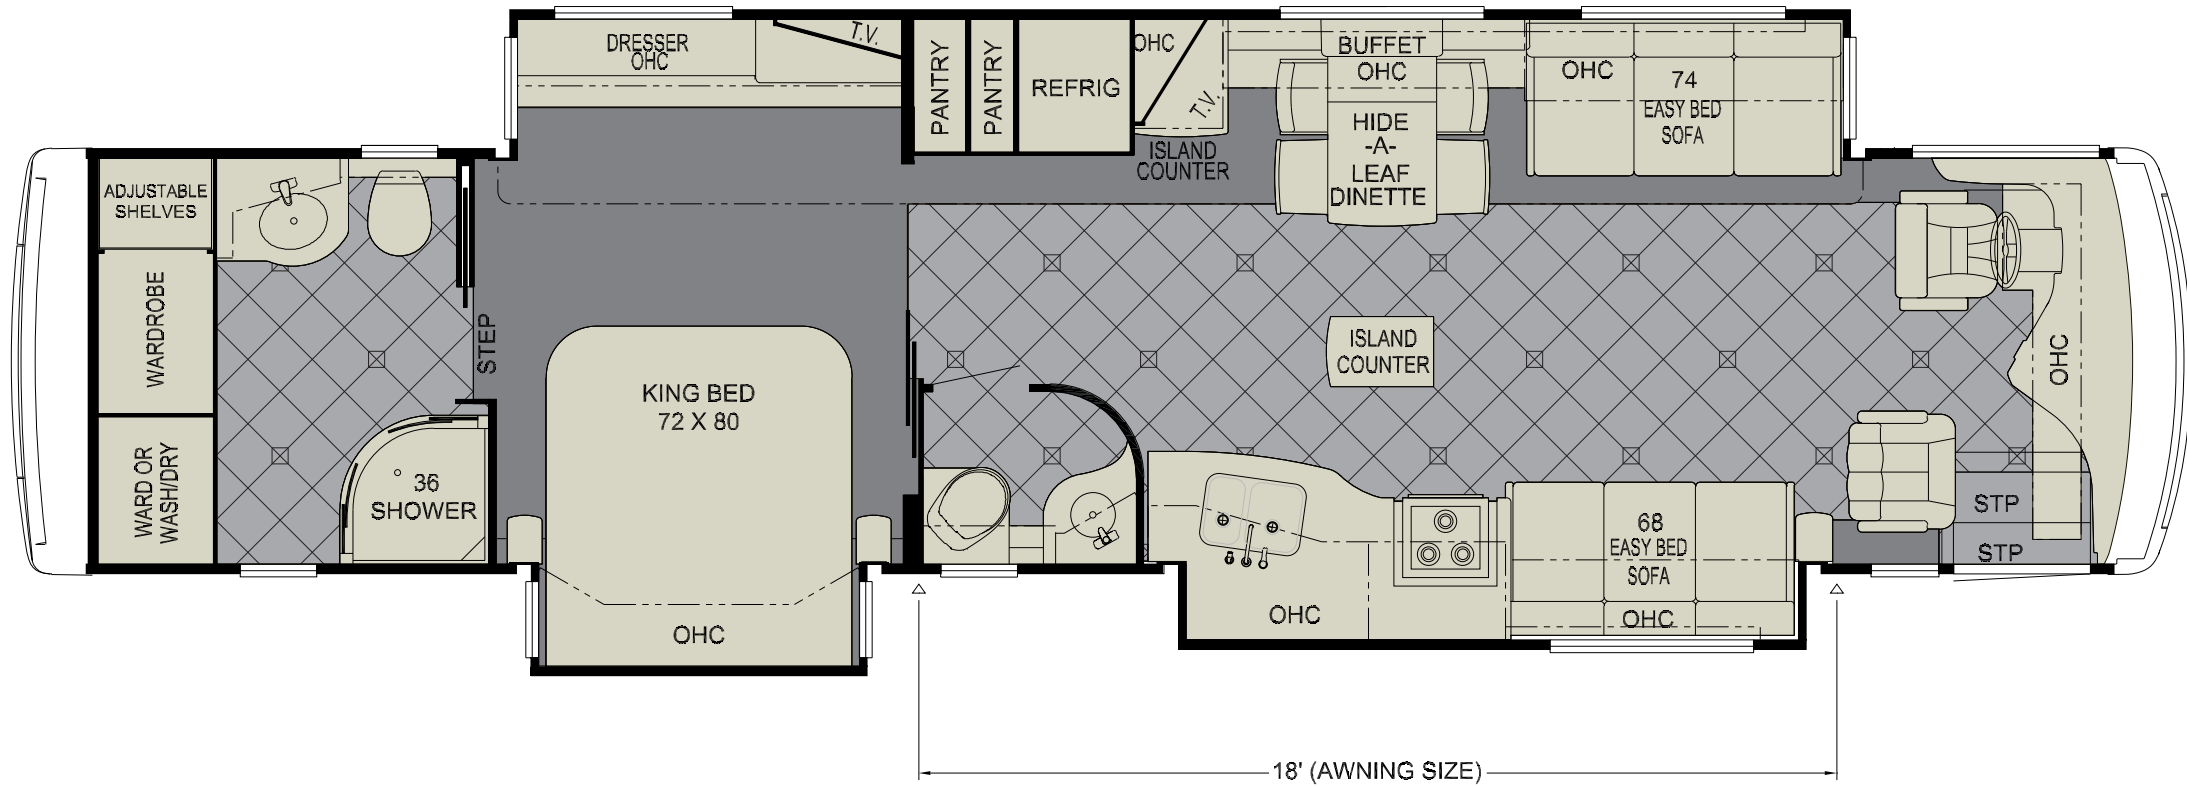 DRESSER
OHC
T.V.
PANTRY
PANTRY
REFRIG
OHC
T.V.
ISLAND
COUNTER
BUFFET
OHC
HIDE
-A-
LEAF
DINETTE
OHC
74
EASY BED
SOFA
ADJUSTABLE
SHELVES
WARDROBE
WARD OR
WASH/DRY
STEP
36
SHOWER
KING BED
72 X 80
OHC
ISLAND
COUNTER
OHC
68
EASY BED
SOFA
OHC
OHC
STP
STP
18' (AWNING SIZE)